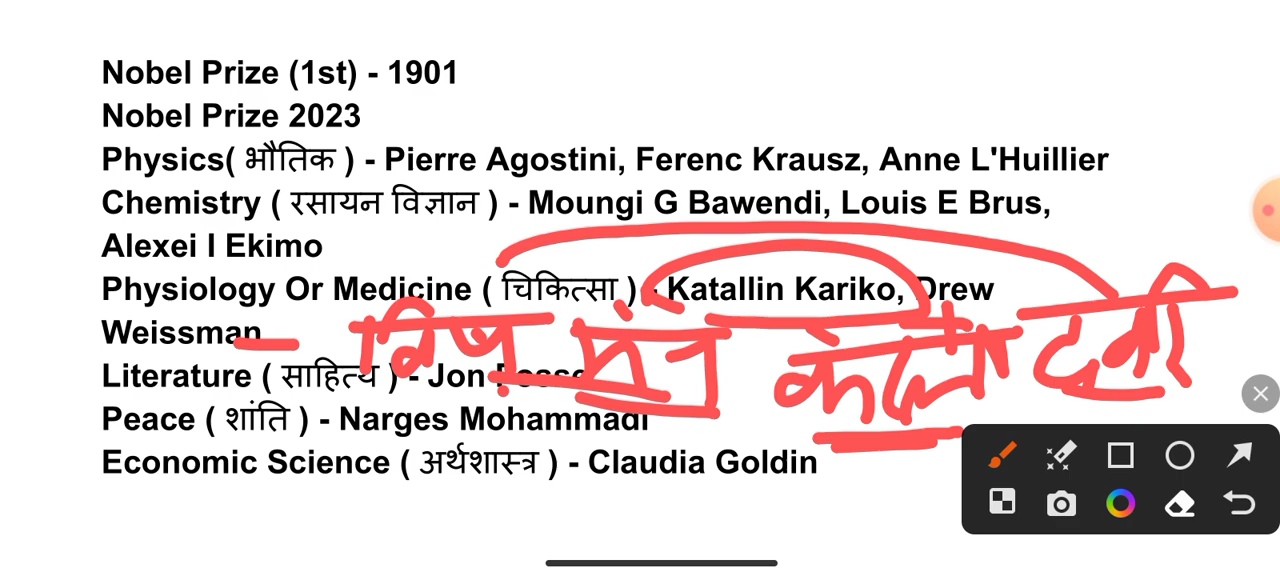 Nobel Prize (1st) - 1901
Nobel Prize 2023
Physics( भौतिक ) - Pierre Agostini, Ferenc Krausz, Anne L'Huillier
Chemistry ( रसायन विज्ञान ) - Moungi G Bawendi, Louis E Brus,
Alexei I Ekimo
Physiology Or Medicine ( चिकित्सा ) - Katallin Kariko, Drew
Weissman
Literature ( साहित्य ) - Jon Fosse
Peace ( शांति ) - Narges Mohammadi
Economic Science ( अर्थशास्त्र ) - Claudia Goldin